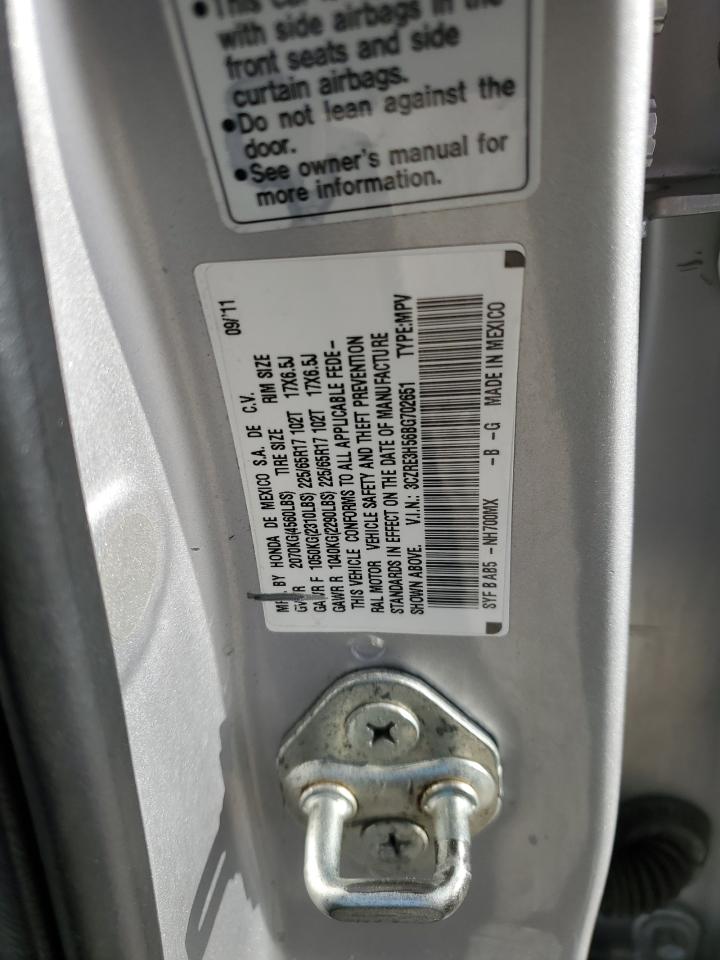 •This car
with side airbags in the
front seats and side
curtain airbags.
•Do not lean against the
door.
•See owner's manual for
more information.
09/'11
MFD. BY HONDA DE MEXICO S.A. DE C.V.
GVWR 2070KG(4560LBS) TIRE SIZE RIM SIZE
GAWR F 1050KG(2310LBS) 225/65R17 102T 17X6.5J
GAWR R 1040KG(2290LBS) 225/65R17 102T 17X6.5J
THIS VEHICLE CONFORMS TO ALL APPLICABLE FEDE-
RAL MOTOR VEHICLE SAFETY AND THEFT PREVENTION
STANDARDS IN EFFECT ON THE DATE OF MANUFACTURE
SHOWN ABOVE. V.I.N.: 3CZRE3H56BG702651 TYPE:MPV
SYF B AB5 -NH700MX -B -G MADE IN MEXICO